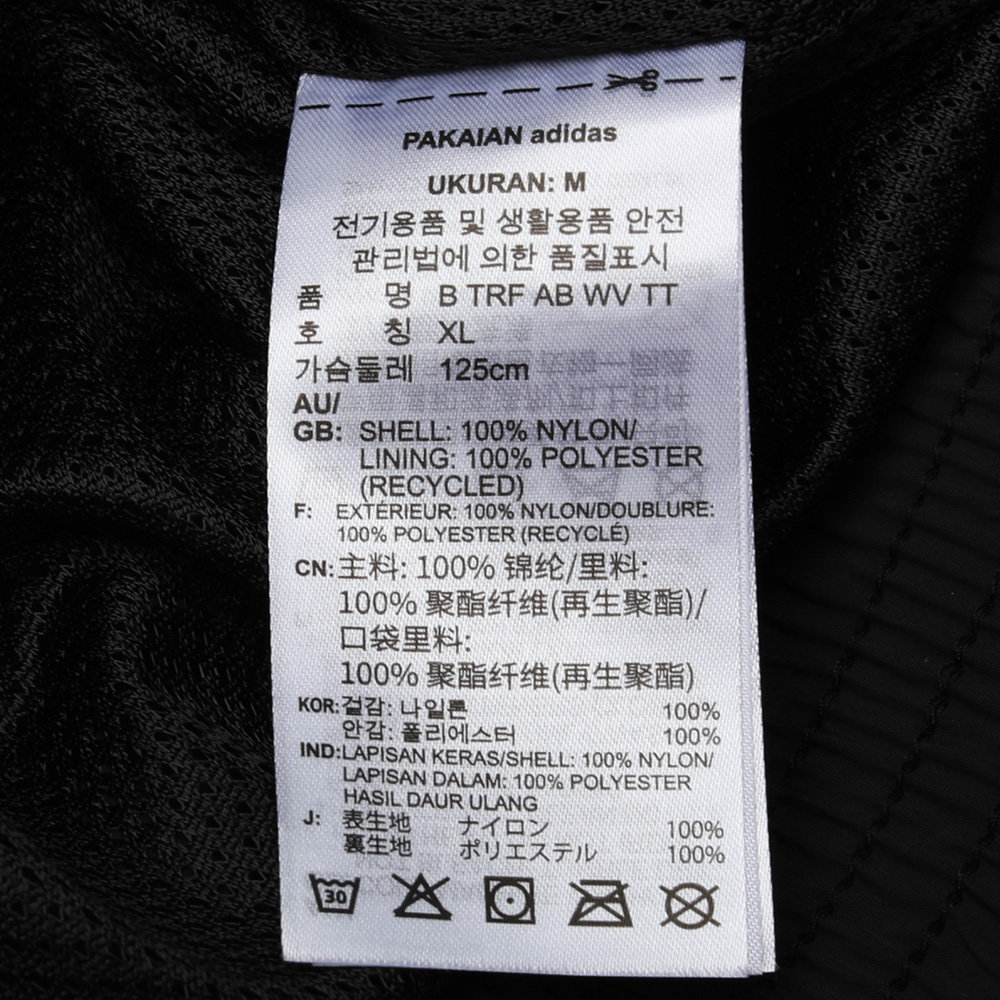 PAKAIAN adidas
UKURAN: M
전기용품 및 생활용품 안전
관리법에 의한 품질표시
품 명 B TRF AB WV TT
호 칭 XL
가슴둘레 125cm
AU/
GB: SHELL: 100% NYLON/
LINING: 100% POLYESTER
(RECYCLED)
F: EXTÉRIEUR: 100% NYLON/DOUBLURE:
100% POLYESTER (RECYCLÉ)
CN: 主料: 100% 锦纶/里料:
100% 聚酯纤维(再生聚酯)/
口袋里料:
100% 聚酯纤维(再生聚酯)
KOR: 겉감: 나일론 100%
안감: 폴리에스터 100%
IND: LAPISAN KERAS/SHELL: 100% NYLON/
LAPISAN DALAM: 100% POLYESTER
HASIL DAUR ULANG
J: 表生地 ナイロン 100%
裏生地 ポリエステル 100%
30